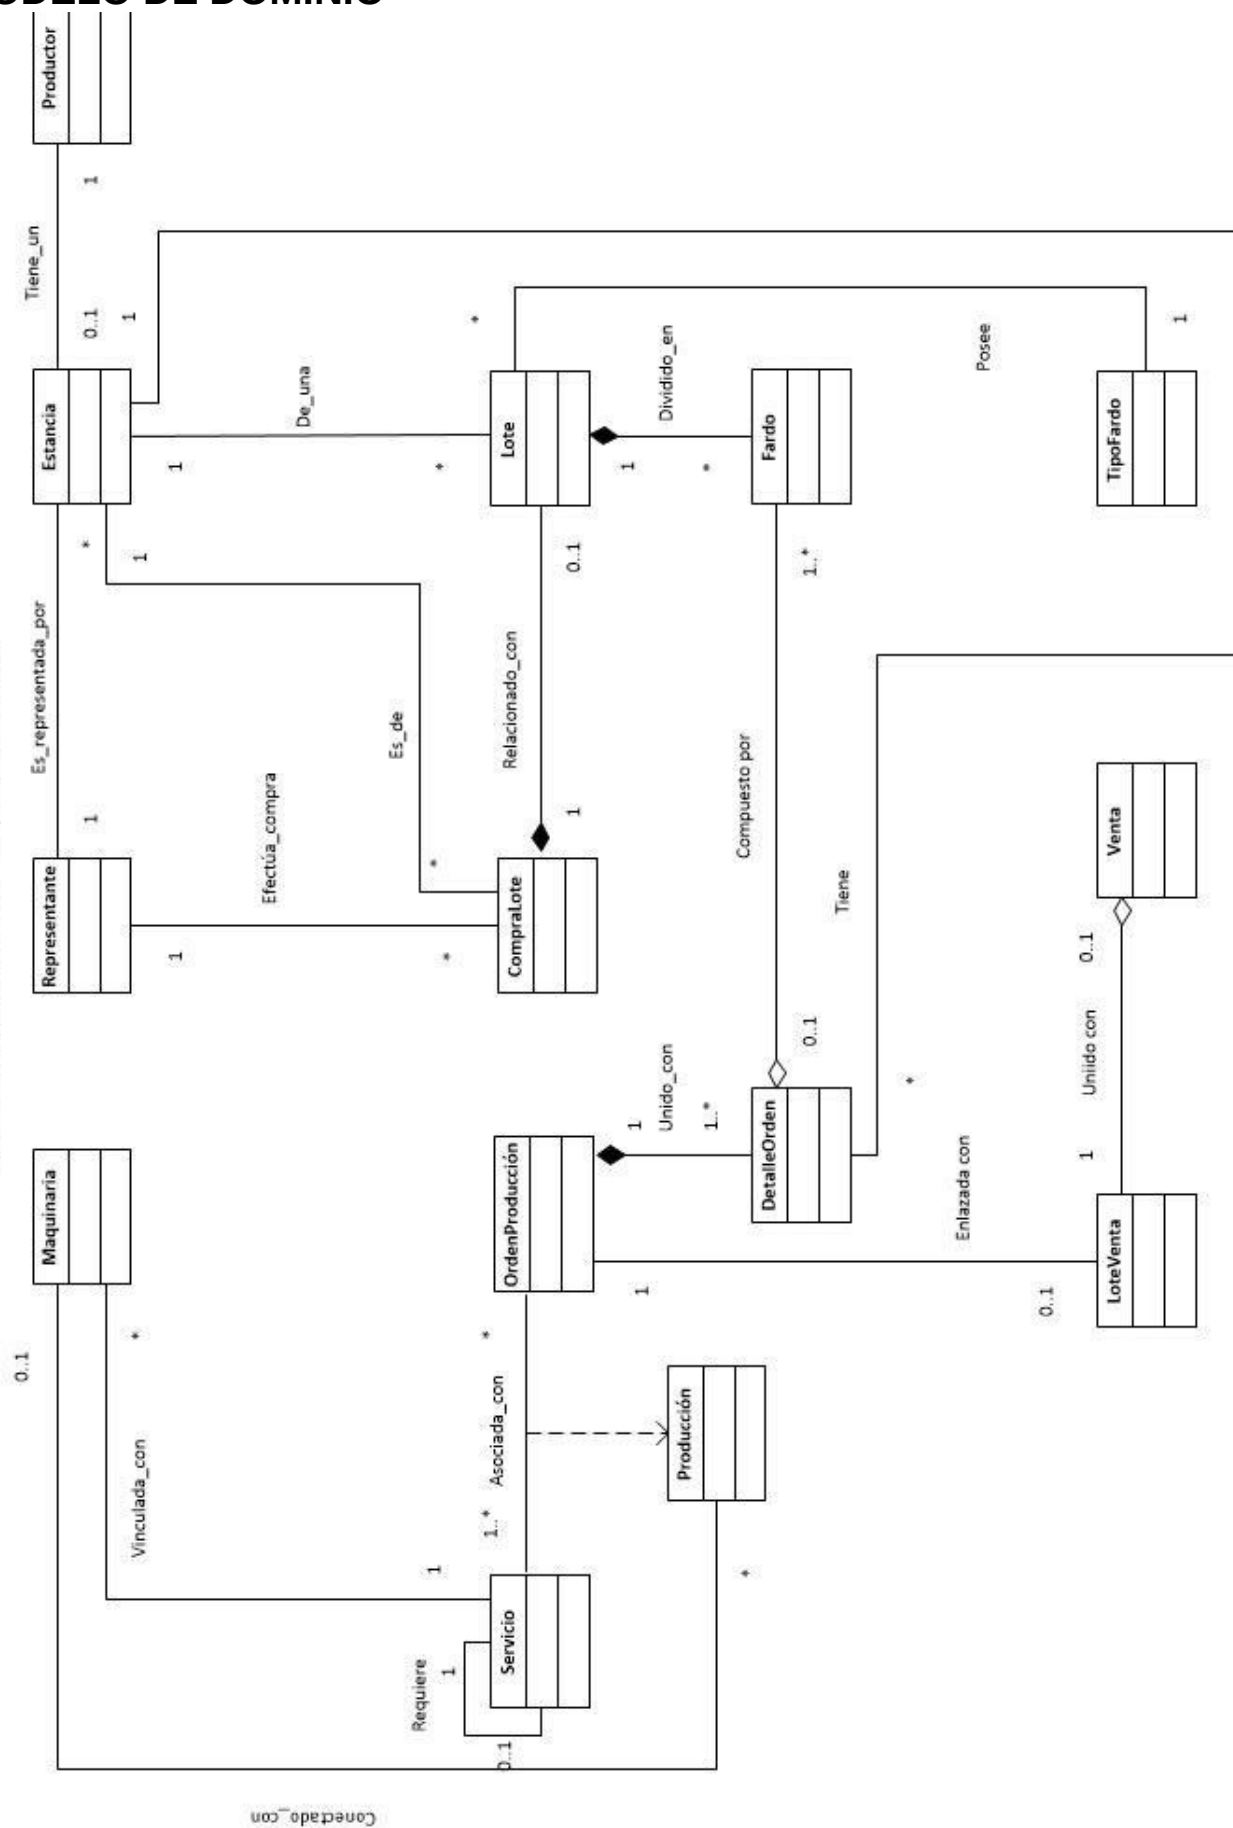 ODELO DE DOMINIO
0..1
Es_representada_por
Tiene_un
Maquinaria
Representante
Estancia
Productor
1
*
0..1
1
Vinculada_con
*
1
1
1
1
Efectúa_compra
De_una
Conectado_con
Es_de
Requiere
1
1
*
*
*
*
0..1
1..*
Asociada_con
*
Relacionado_con
Servicio
OrdenProducción
CompraLote
Lote
1
0..1
1
1
1
Unido_con
Dividido_en
1..*
*
Producción
*
Compuesto por
DetalleOrden
Fardo
0..1
1..*
Tiene
*
Enlazada con
Posee
0..1
1
Uniido con
0..1
LoteVenta
Venta
TipoFardo
1